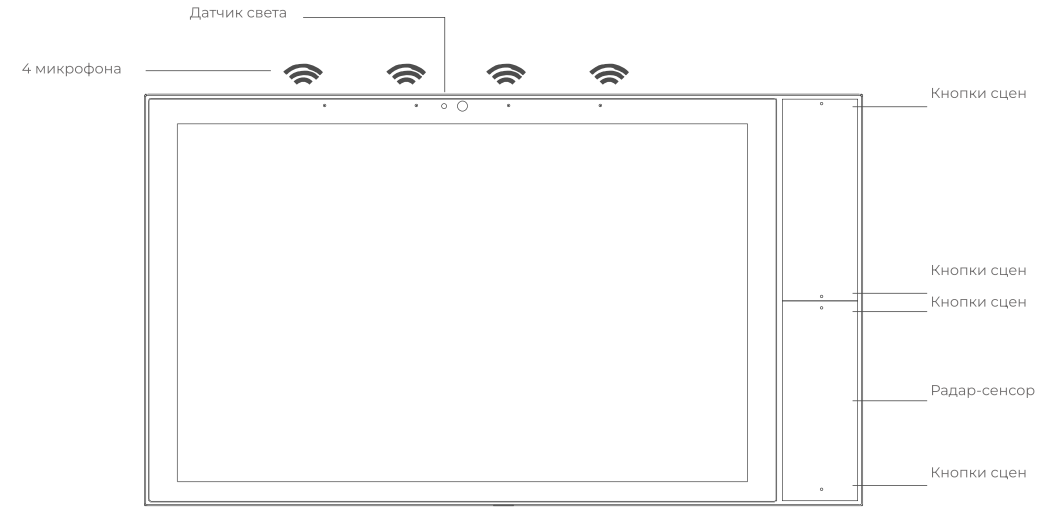 Датчик света
4 микрофона
Кнопки сцен
Кнопки сцен
Кнопки сцен
Радар-сенсор
Кнопки сцен